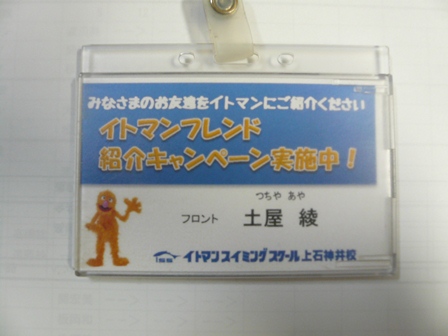 みなさまのお友達をイトマンにご紹介ください
イトマンフレンド
紹介キャンペーン実施中！
つちや あや
フロント 土屋 綾
イトマンスイミングスクール上石神井校